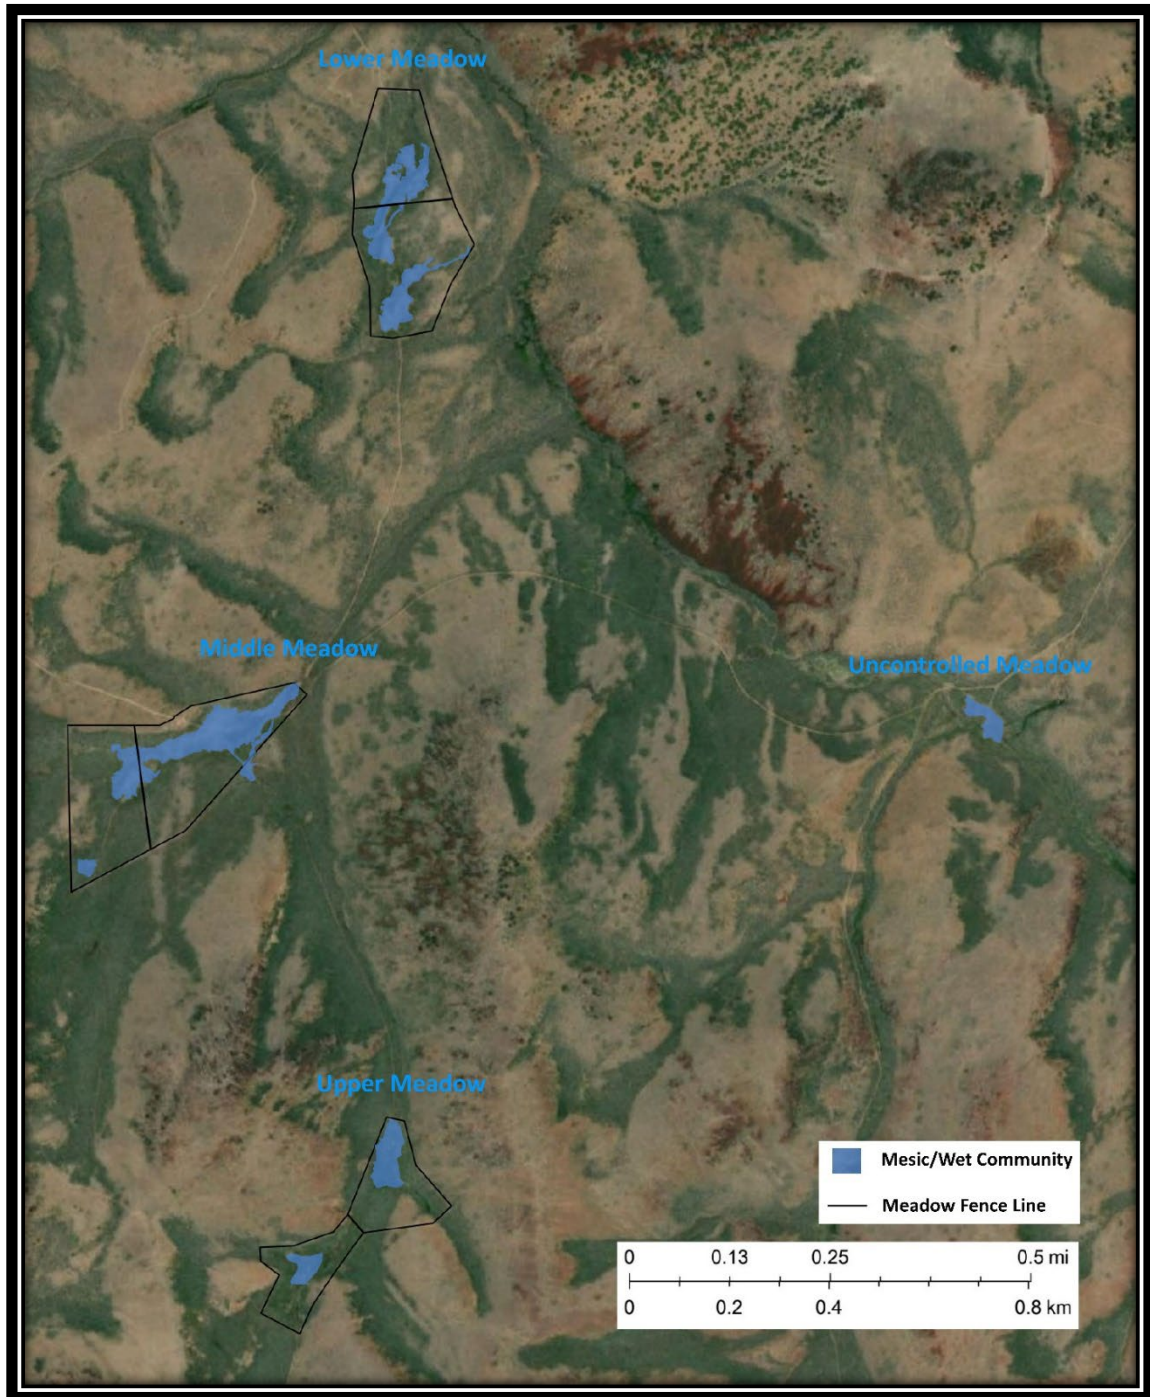 Lower Meadow
Middle Meadow
Uncontrolled Meadow
Upper Meadow
Mesic/Wet Community
Meadow Fence Line
0 0.13 0.25 0.5 mi
0 0.2 0.4 0.8 km